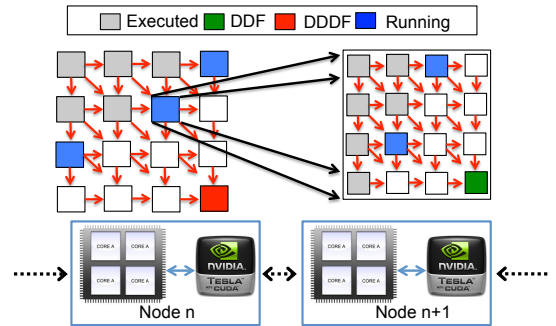 Executed DDF DDDF Running
CORE A CORE A
CORE A CORE A
NVIDIA.
TESLA
CUDA
Node n
CORE A CORE A
CORE A CORE A
NVIDIA.
TESLA
CUDA
Node n+1